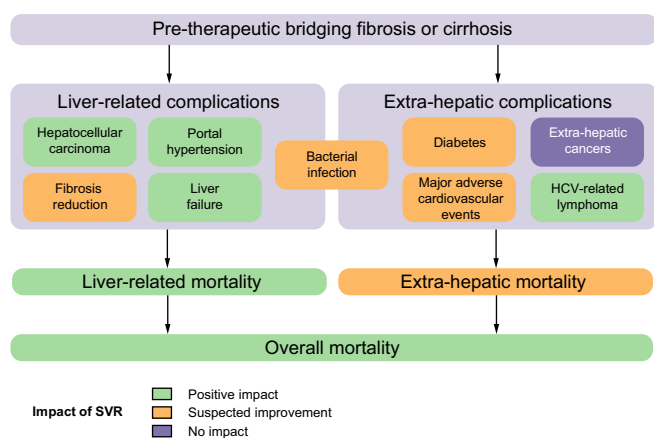 Pre-therapeutic bridging fibrosis or cirrhosis
Liver-related complications
Hepatocellular
carcinoma
Portal
hypertension
Fibrosis
reduction
Liver
failure
Bacterial
infection
Extra-hepatic complications
Diabetes
Extra-hepatic
cancers
Major adverse
cardiovascular
events
HCV-related
lymphoma
Liver-related mortality
Extra-hepatic mortality
Overall mortality
Impact of SVR
Positive impact
Suspected improvement
No impact